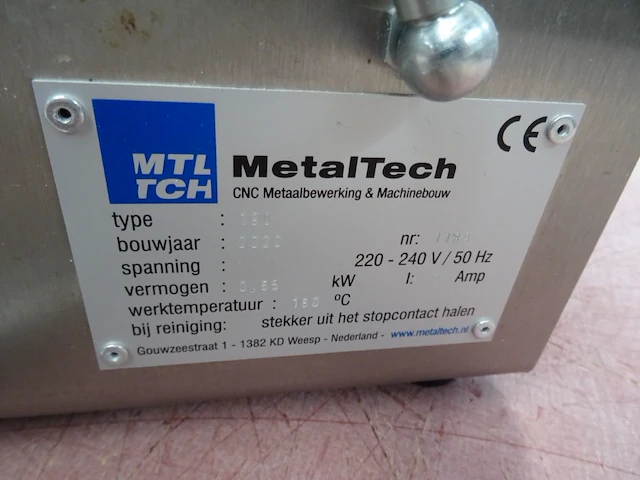 MTL
TCH
CE
MetalTech
CNC Metaalbewerking & Machinebouw
type :
bouwjaar : nr:
spanning : 220 - 240 V / 50 Hz
vermogen : kW I: Amp
werktemperatuur : ºC
bij reiniging: stekker uit het stopcontact halen
Gouwzeestraat 1 - 1382 KD Weesp - Nederland - www.metaltech.nl